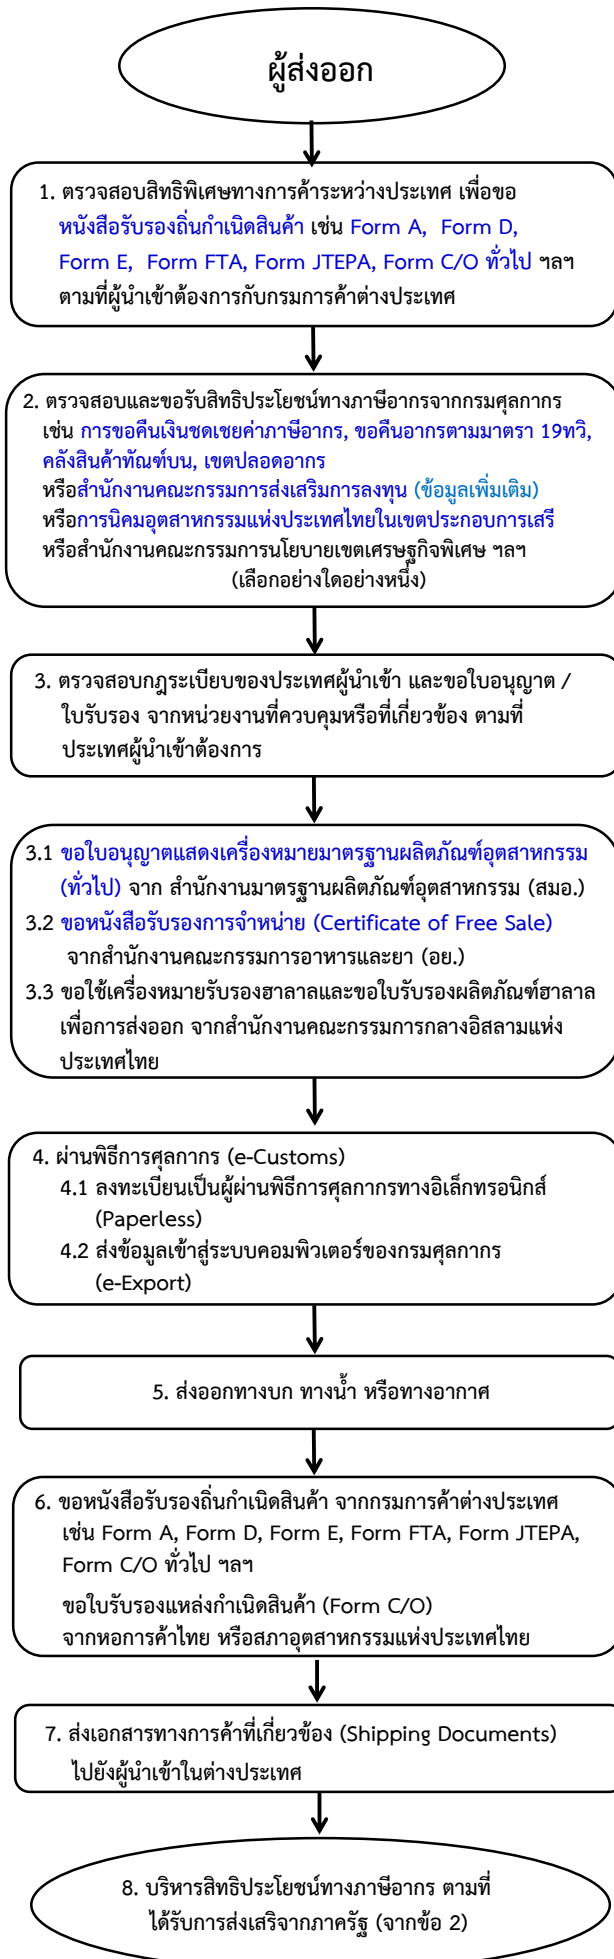 ผู้ส่งออก
1. ตรวจสอบสิทธิพิเศษทางการค้าระหว่างประเทศ เพื่อขอ
หนังสือรับรองถิ่นกำเนิดสินค้า เช่น Form A, Form D,
Form E, Form FTA, Form JTEPA, Form C/O ทั่วไป ฯลฯ
ตามที่ผู้นำเข้าต้องการกับกรมการค้าต่างประเทศ
2. ตรวจสอบและขอรับสิทธิประโยชน์ทางภาษีอากรจากกรมศุลกากร
เช่น การขอคืนเงินชดเชยค่าภาษีอากร, ขอคืนอากรตามมาตรา 19ทวิ,
คลังสินค้าทัณฑ์บน, เขตปลอดอากร
หรือสำนักงานคณะกรรมการส่งเสริมการลงทุน (ข้อมูลเพิ่มเติม)
หรือการนิคมอุตสาหกรรมแห่งประเทศไทยในเขตประกอบการเสรี
หรือสำนักงานคณะกรรมการนโยบายเขตเศรษฐกิจพิเศษ ฯลฯ
(เลือกอย่างใดอย่างหนึ่ง)
3. ตรวจสอบกฎระเบียบของประเทศผู้นำเข้า และขอใบอนุญาต /
ใบรับรอง จากหน่วยงานที่ควบคุมหรือที่เกี่ยวข้อง ตามที่
ประเทศผู้นำเข้าต้องการ
3.1 ขอใบอนุญาตแสดงเครื่องหมายมาตรฐานผลิตภัณฑ์อุตสาหกรรม
(ทั่วไป) จาก สำนักงานมาตรฐานผลิตภัณฑ์อุตสาหกรรม (สมอ.)
3.2 ขอหนังสือรับรองการจำหน่าย (Certificate of Free Sale)
จากสำนักงานคณะกรรมการอาหารและยา (อย.)
3.3 ขอใช้เครื่องหมายรับรองฮาลาลและขอใบรับรองผลิตภัณฑ์ฮาลาล
เพื่อการส่งออก จากสำนักงานคณะกรรมการกลางอิสลามแห่ง
ประเทศไทย
4. ผ่านพิธีการศุลกากร (e-Customs)
4.1 ลงทะเบียนเป็นผู้ผ่านพิธีการศุลกากรทางอิเล็กทรอนิกส์
(Paperless)
4.2 ส่งข้อมูลเข้าสู่ระบบคอมพิวเตอร์ของกรมศุลกากร
(e-Export)
5. ส่งออกทางบก ทางน้ำ หรือทางอากาศ
6. ขอหนังสือรับรองถิ่นกำเนิดสินค้า จากกรมการค้าต่างประเทศ
เช่น Form A, Form D, Form E, Form FTA, Form JTEPA,
Form C/O ทั่วไป ฯลฯ
ขอใบรับรองแหล่งกำเนิดสินค้า (Form C/O)
จากหอการค้าไทย หรือสภาอุตสาหกรรมแห่งประเทศไทย
7. ส่งเอกสารทางการค้าที่เกี่ยวข้อง (Shipping Documents)
ไปยังผู้นำเข้าในต่างประเทศ
8. บริหารสิทธิประโยชน์ทางภาษีอากร ตามที่
ได้รับการส่งเสริจากภาครัฐ (จากข้อ 2)